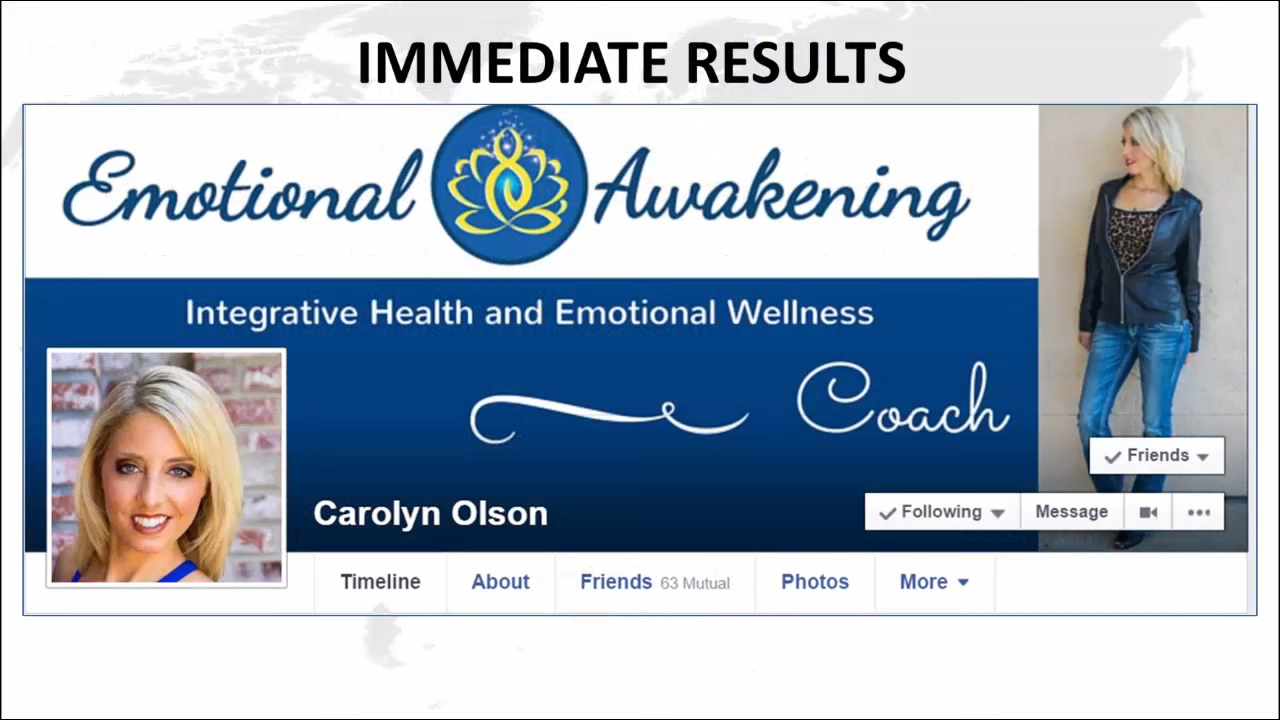 IMMEDIATE RESULTS
Emotional Awakening
Integrative Health and Emotional Wellness
Coach
Friends
Carolyn Olson
Following Message
Timeline About Friends 63 Mutual Photos More